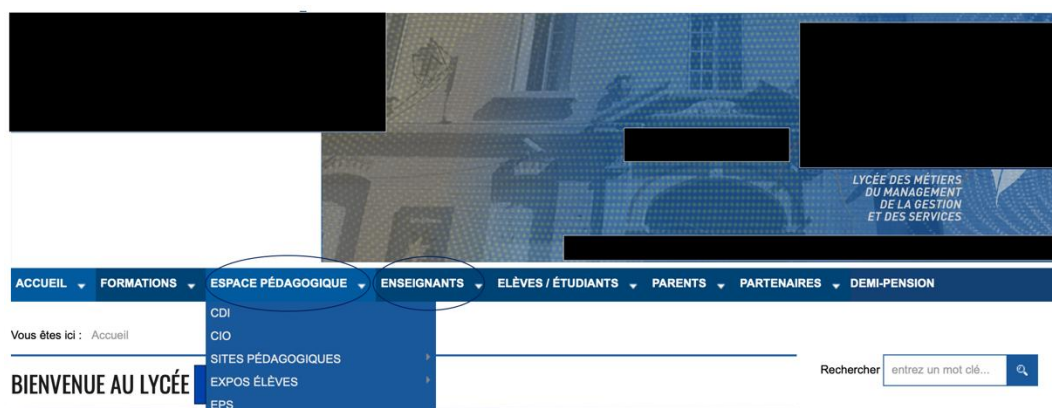 LYCÉE DES MÉTIERS
DU MANAGEMENT
DE LA GESTION
ET DES SERVICES
ACCUEIL FORMATIONS ESPACE PÉDAGOGIQUE ENSEIGNANTS ELÈVES / ÉTUDIANTS PARENTS PARTENAIRES DEMI-PENSION
CDI
Vous êtes ici : Accueil
CIO
SITES PÉDAGOGIQUES
Rechercher entrez un mot clé...
BIENVENUE AU LYCÉE
EXPOS ÉLÈVES
EPS